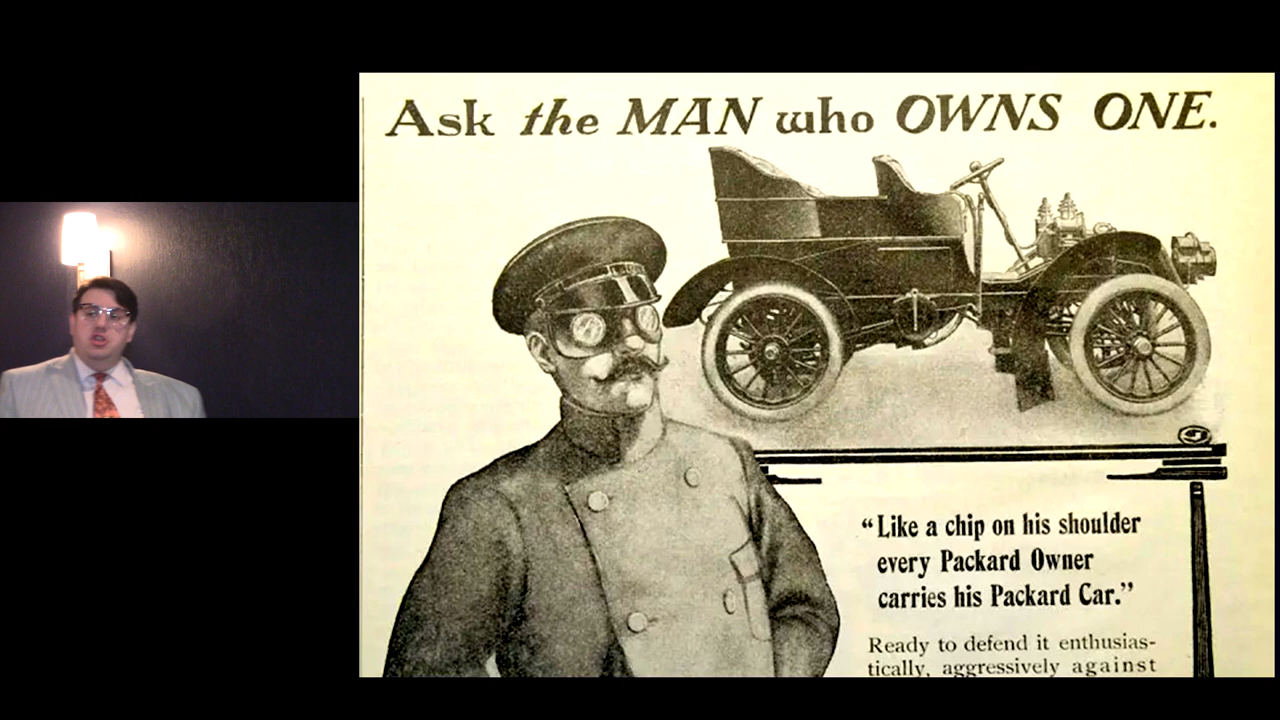 Ask the MAN who OWNS ONE.
“Like a chip on his shoulder
every Packard Owner
carries his Packard Car.”
Ready to defend it enthusias-
tically, aggressively against